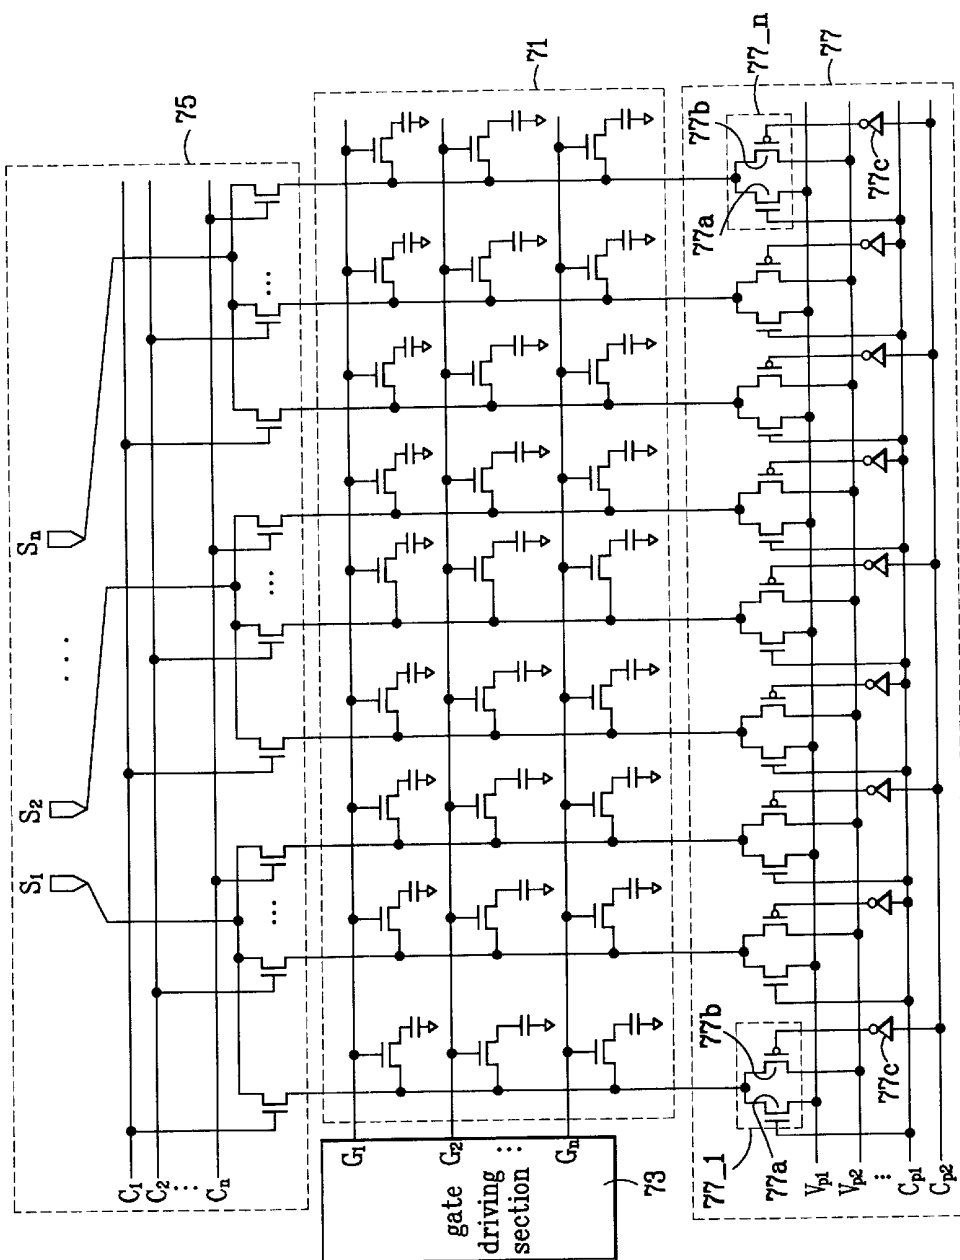 75
71
77_n
77
S1
S2
...
Sn
C1
C2
⋮
Cn
...
...
...
...
...
...
G1
G2
⋮
Gn
gate
driving
section
73
77_1
77a
77b
77c
77a
77b
77c
Vp1
Vp2
⋮
Cp1
Cp2